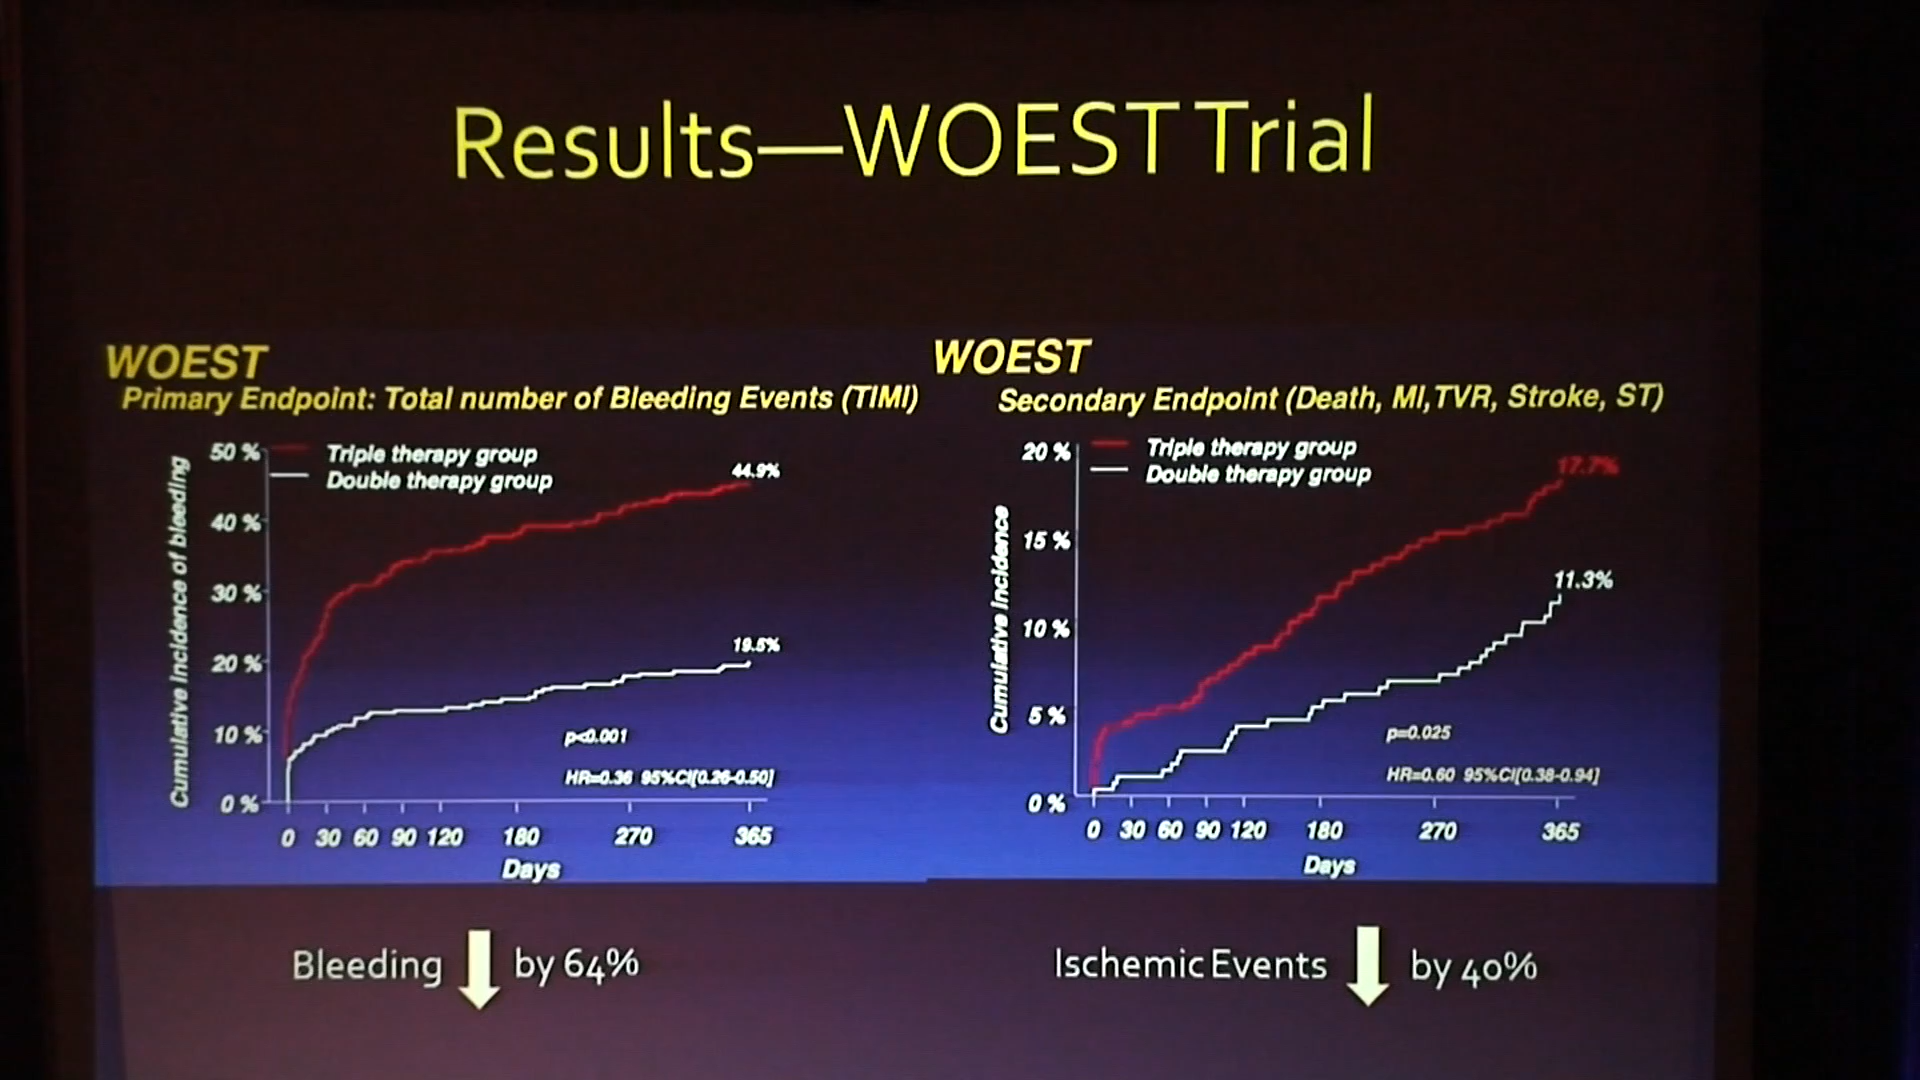 Results—WOEST Trial
WOEST
Primary Endpoint: Total number of Bleeding Events (TIMI)
Cumulative incidence of bleeding
50 %
40 %
30 %
20 %
10 %
0 %
Triple therapy group
Double therapy group
44.9%
19.5%
p<0.001
HR=0.36 95%CI[0.26-0.50]
0 30 60 90 120 180 270 365
Days
WOEST
Secondary Endpoint (Death, MI,TVR, Stroke, ST)
Cumulative incidence
20 %
15 %
10 %
5 %
0 %
Triple therapy group
Double therapy group
17.7%
11.3%
p=0.025
HR=0.60 95%CI[0.38-0.94]
0 30 60 90 120 180 270 365
Days
Bleeding by 64%
Ischemic Events by 40%